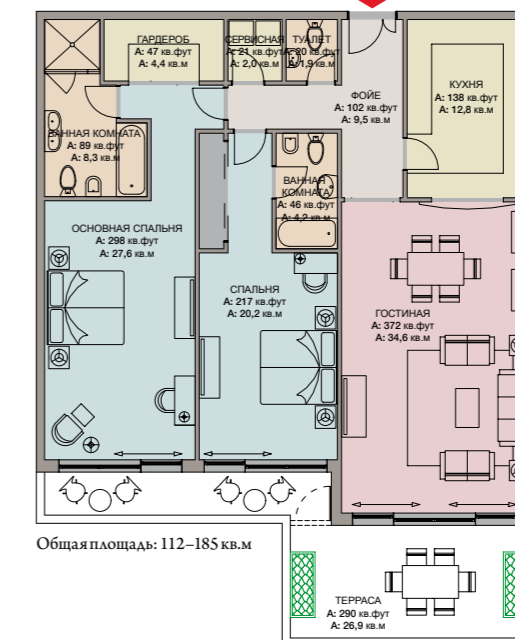 ГАРДЕРОБ
А: 47 кв.фут
А: 4,4 кв.м
СЕРВИСНАЯ
А: 21 кв.фут
А: 2,0 кв.м
ТУАЛЕТ
А: 20 кв.фут
А: 1,9 кв.м
ФОЙЕ
А: 102 кв.фут
А: 9,5 кв.м
КУХНЯ
А: 138 кв.фут
А: 12,8 кв.м
ВАННАЯ КОМНАТА
А: 89 кв.фут
А: 8,3 кв.м
ВАННАЯ
КОМНАТА
А: 46 кв.фут
А: 4,2 кв.м
ОСНОВНАЯ СПАЛЬНЯ
А: 298 кв.фут
А: 27,6 кв.м
СПАЛЬНЯ
А: 217 кв.фут
А: 20,2 кв.м
ГОСТИНАЯ
А: 372 кв.фут
А: 34,6 кв.м
Общая площадь: 112–185 кв.м
ТЕРРАСА
А: 290 кв.фут
А: 26,9 кв.м